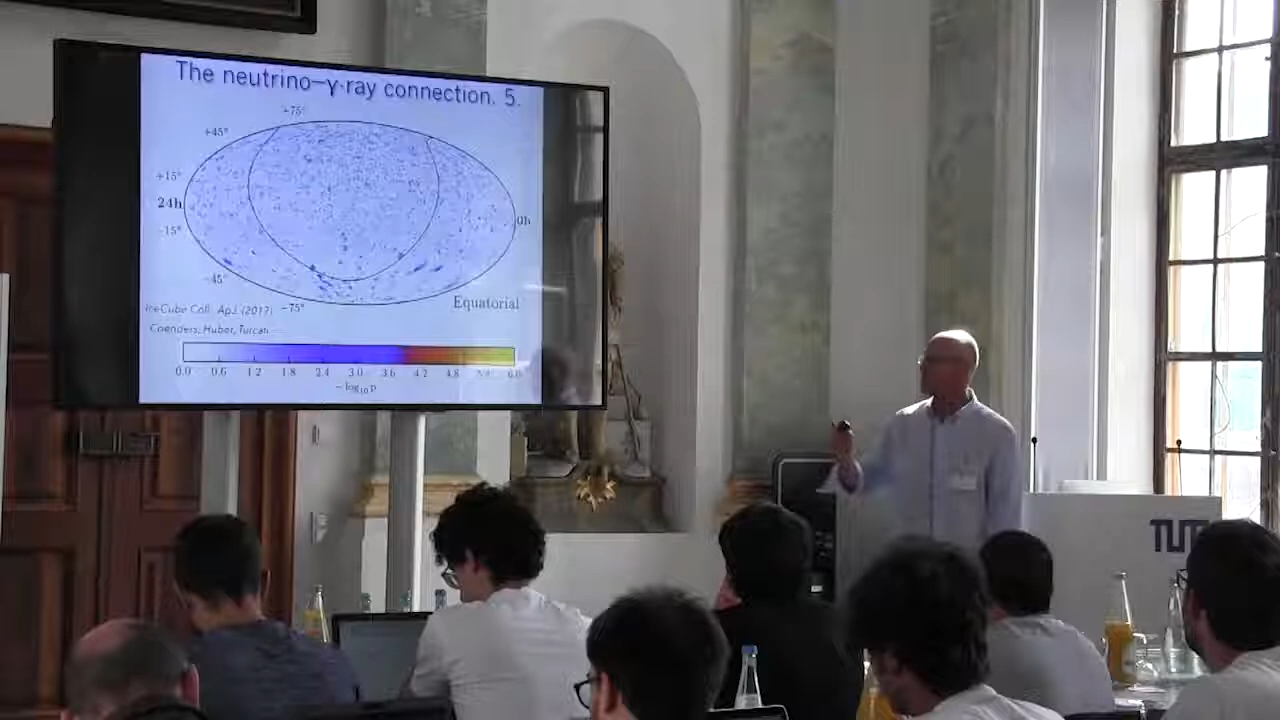 The neutrino–γ-ray connection. 5.
+75°
+45°
+15°
24h
0h
-15°
-45°
-75°
Equatorial
IceCube Coll. ApJ. (2017)
Coenders, Huber, Turcati
0.0 0.6 1.2 1.8 2.4 3.0 3.6 4.2 4.8 5.4 6.0
− log₁₀ p
TUM